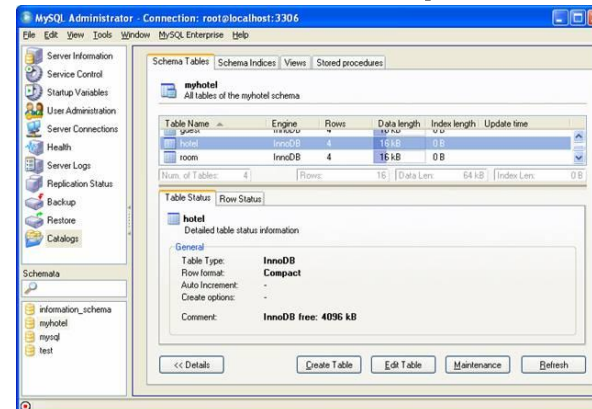 MySQL Administrator - Connection: root@localhost:3306
File Edit View Tools Window MySQL Enterprise Help
Server Information
Service Control
Startup Variables
User Administration
Server Connections
Health
Server Logs
Replication Status
Backup
Restore
Catalogs
Schemata
information_schema
myhotel
mysql
test
Schema Tables Schema Indices Views Stored procedures
myhotel
All tables of the myhotel schema
Table Name Engine Rows Data length Index length Update time
guest InnoDB 4 16 kB 0 B
hotel InnoDB 4 16 kB 0 B
room InnoDB 4 16 kB 0 B
Num. of Tables: 4 Rows: 16 Data Len: 64 kB Index Len: 0 B
Table Status Row Status
hotel
Detailed table status information
General
Table Type: InnoDB
Row format: Compact
Auto Increment: -
Create options: -
Comment: InnoDB free: 4096 kB
<< Details Create Table Edit Table Maintenance Refresh